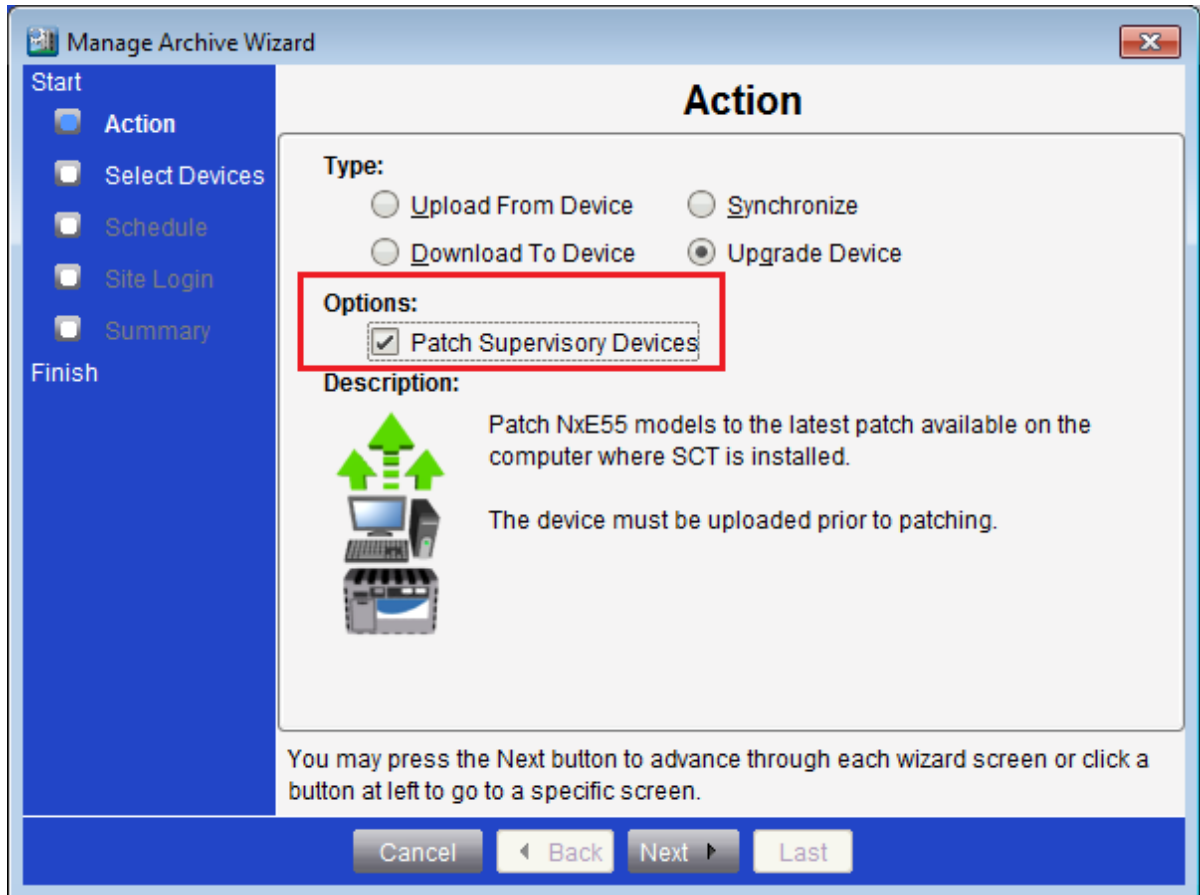 Manage Archive Wizard
Start
Action
Select Devices
Schedule
Site Login
Summary
Finish
Action
Type:
Upload From Device
Synchronize
Download To Device
Upgrade Device
Options:
Patch Supervisory Devices
Description:
Patch NxE55 models to the latest patch available on the
computer where SCT is installed.
The device must be uploaded prior to patching.
You may press the Next button to advance through each wizard screen or click a
button at left to go to a specific screen.
Cancel
Back
Next
Last